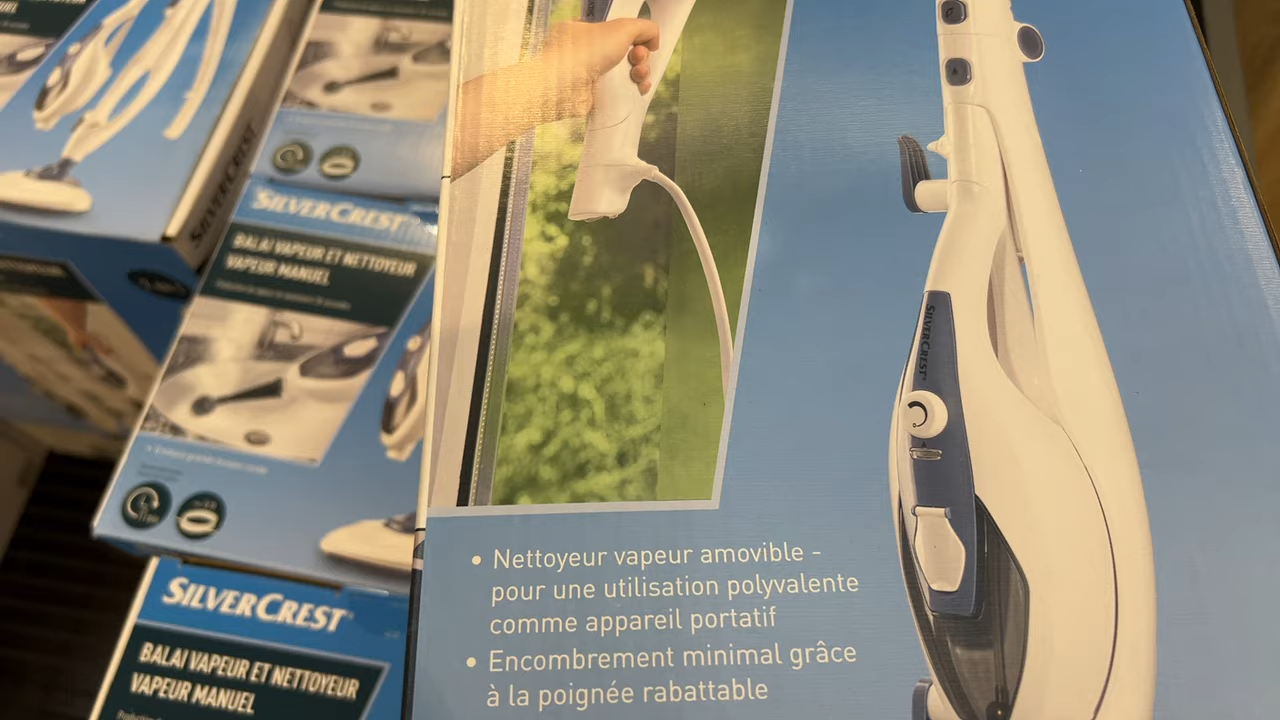 SILVERCREST
SILVERCREST
BALAI VAPEUR ET NETTOYEUR
VAPEUR MANUEL
SILVERCREST
BALAI VAPEUR ET NETTOYEUR
VAPEUR MANUEL
SILVERCREST
• Nettoyeur vapeur amovible -
pour une utilisation polyvalente
comme appareil portatif
• Encombrement minimal grâce
à la poignée rabattable